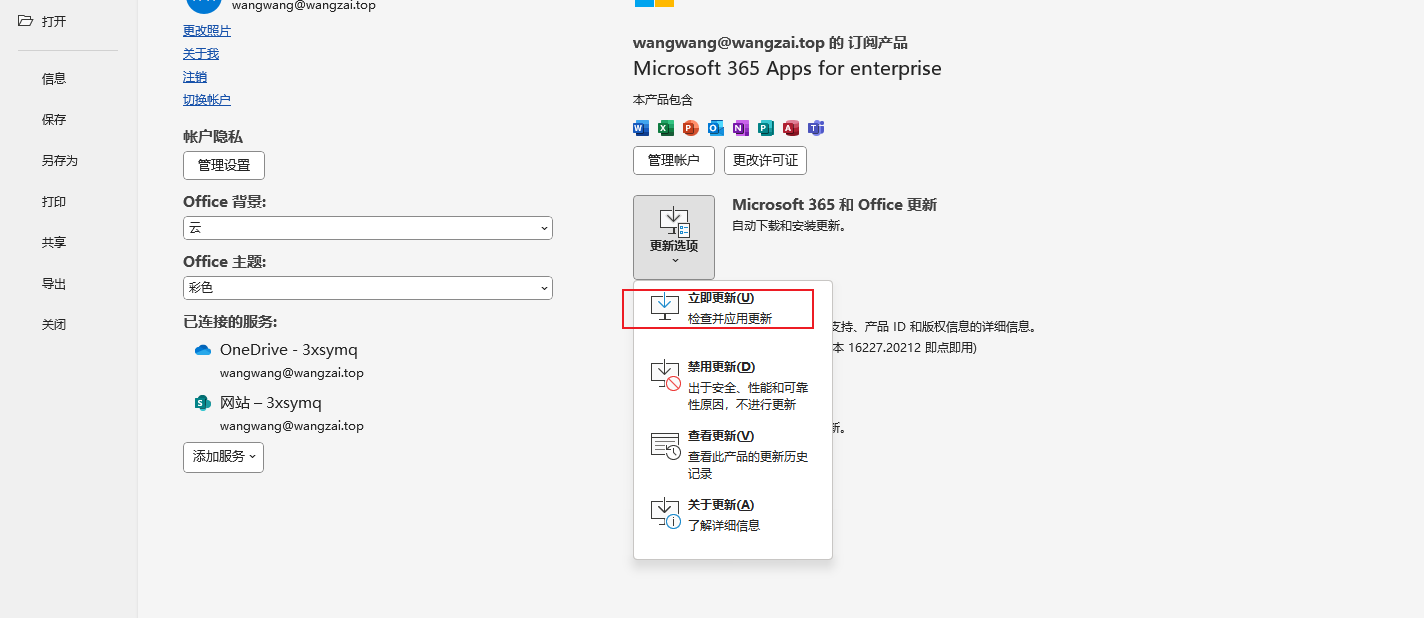 打开
信息
保存
另存为
打印
共享
导出
关闭
wangwang@wangzai.top
更改照片
关于我
注销
切换帐户
帐户隐私
管理设置
Office 背景:
云
Office 主题:
彩色
已连接的服务:
OneDrive - 3xsymq
wangwang@wangzai.top
网站 – 3xsymq
wangwang@wangzai.top
添加服务
wangwang@wangzai.top 的 订阅产品
Microsoft 365 Apps for enterprise
本产品包含
W X P O N P A T
管理帐户 更改许可证
更新选项
Microsoft 365 和 Office 更新
自动下载和安装更新。
立即更新(U)
检查并应用更新
支持、产品 ID 和版权信息的详细信息。
本 16227.20212 即点即用)
禁用更新(D)
出于安全、性能和可靠
性原因，不进行更新
查看更新(V)
新。
查看此产品的更新历史
记录
关于更新(A)
了解详细信息